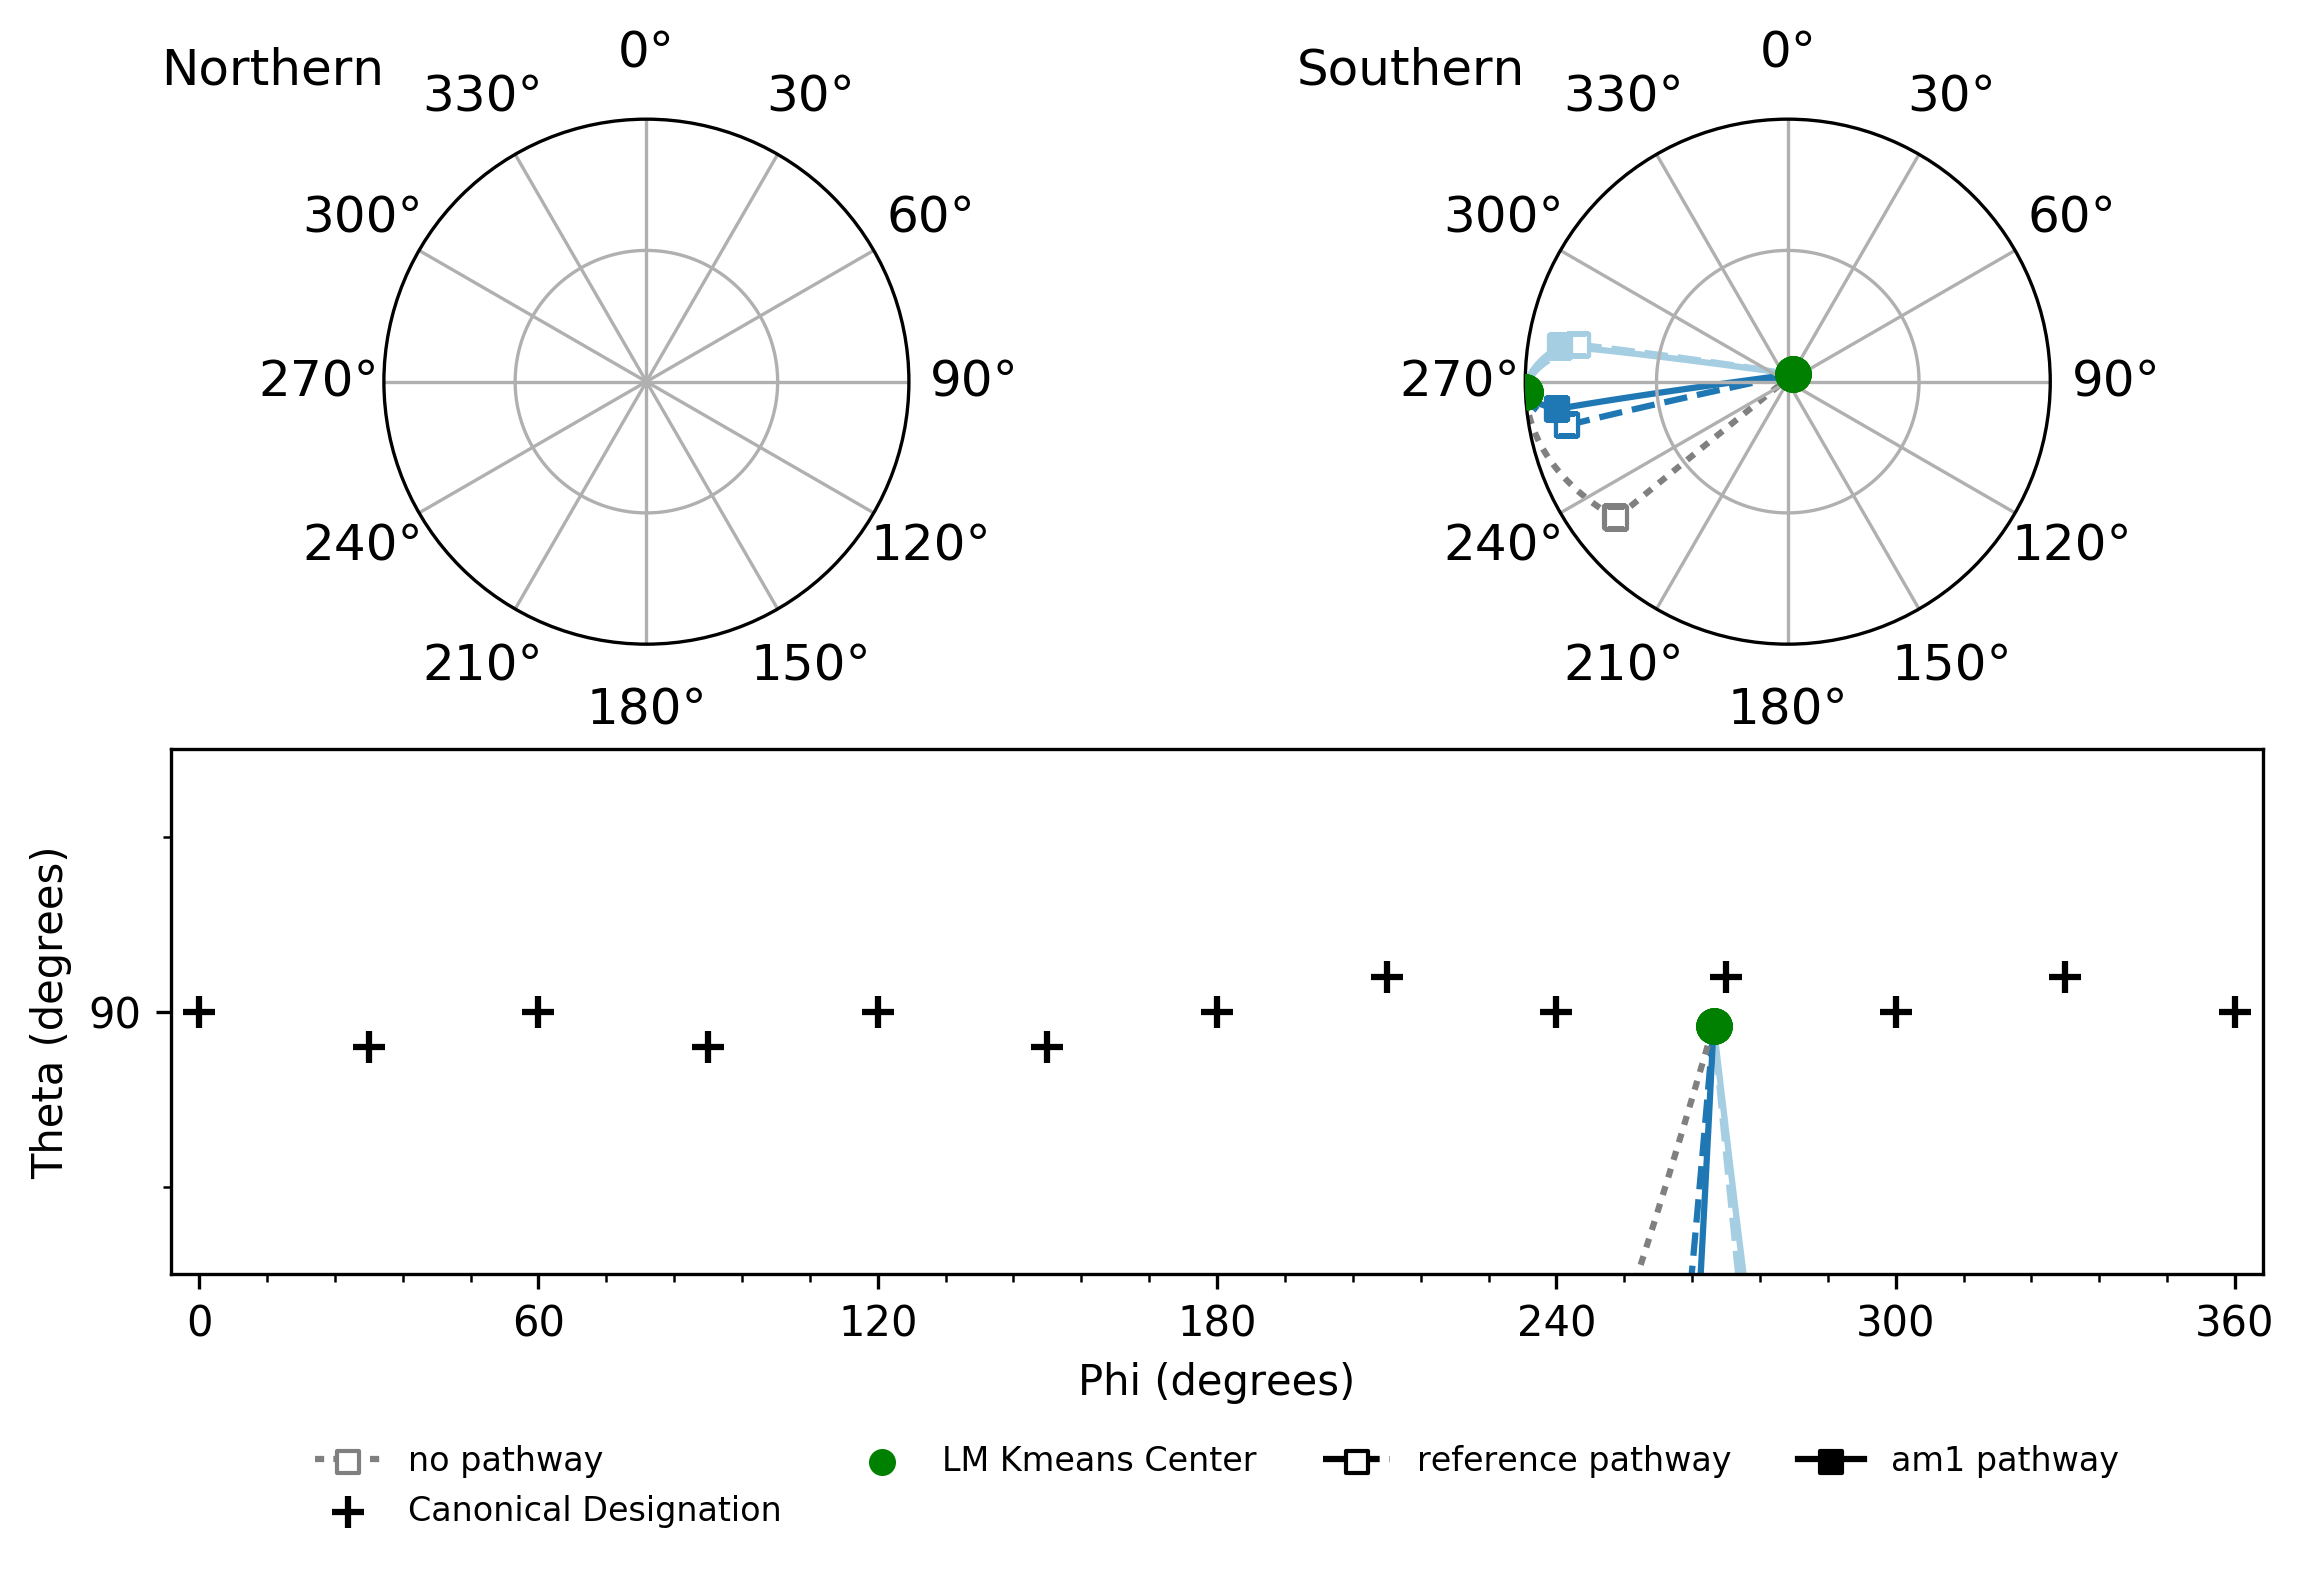 Northern
0°
330°
30°
300°
60°
270°
90°
240°
120°
210°
150°
180°
Southern
0°
330°
30°
300°
60°
270°
90°
240°
120°
210°
150°
180°
Theta (degrees)
90
0 60 120 180 240 300 360
Phi (degrees)
no pathway
Canonical Designation
LM Kmeans Center
reference pathway
am1 pathway